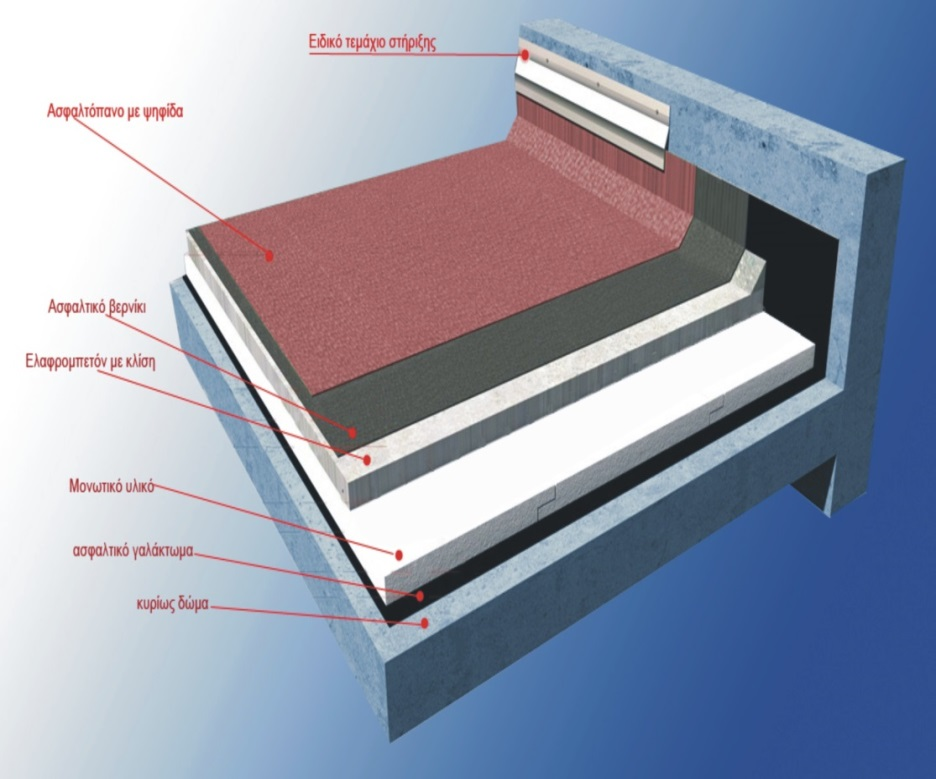 Ειδικό τεμάχιο στήριξης
Ασφαλτόπανο με ψηφίδα
Ασφαλτικό βερνίκι
Ελαφρομπετόν με κλίση
Μονωτικό υλικό
ασφαλτικό γαλάκτωμα
κυρίως δώμα